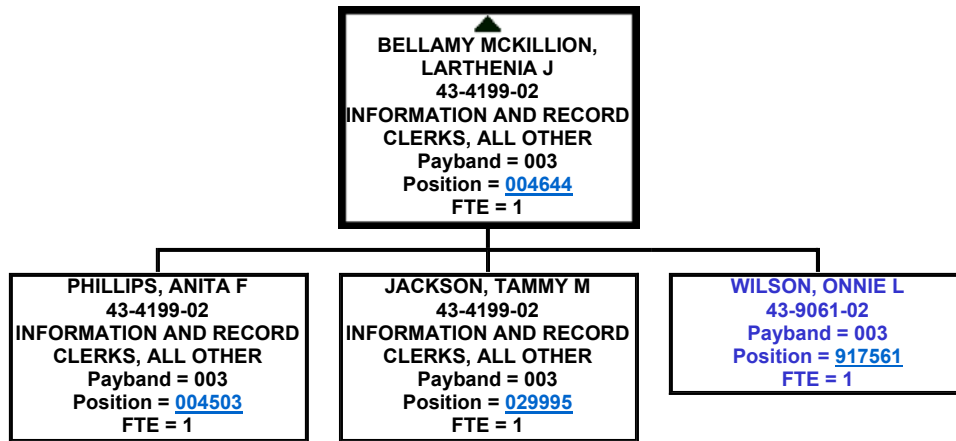 BELLAMY MCKILLION,
LARTHENIA J
43-4199-02
INFORMATION AND RECORD
CLERKS, ALL OTHER
Payband = 003
Position = 004644
FTE = 1
PHILLIPS, ANITA F
43-4199-02
INFORMATION AND RECORD
CLERKS, ALL OTHER
Payband = 003
Position = 004503
FTE = 1
JACKSON, TAMMY M
43-4199-02
INFORMATION AND RECORD
CLERKS, ALL OTHER
Payband = 003
Position = 029995
FTE = 1
WILSON, ONNIE L
43-9061-02
Payband = 003
Position = 917561
FTE = 1